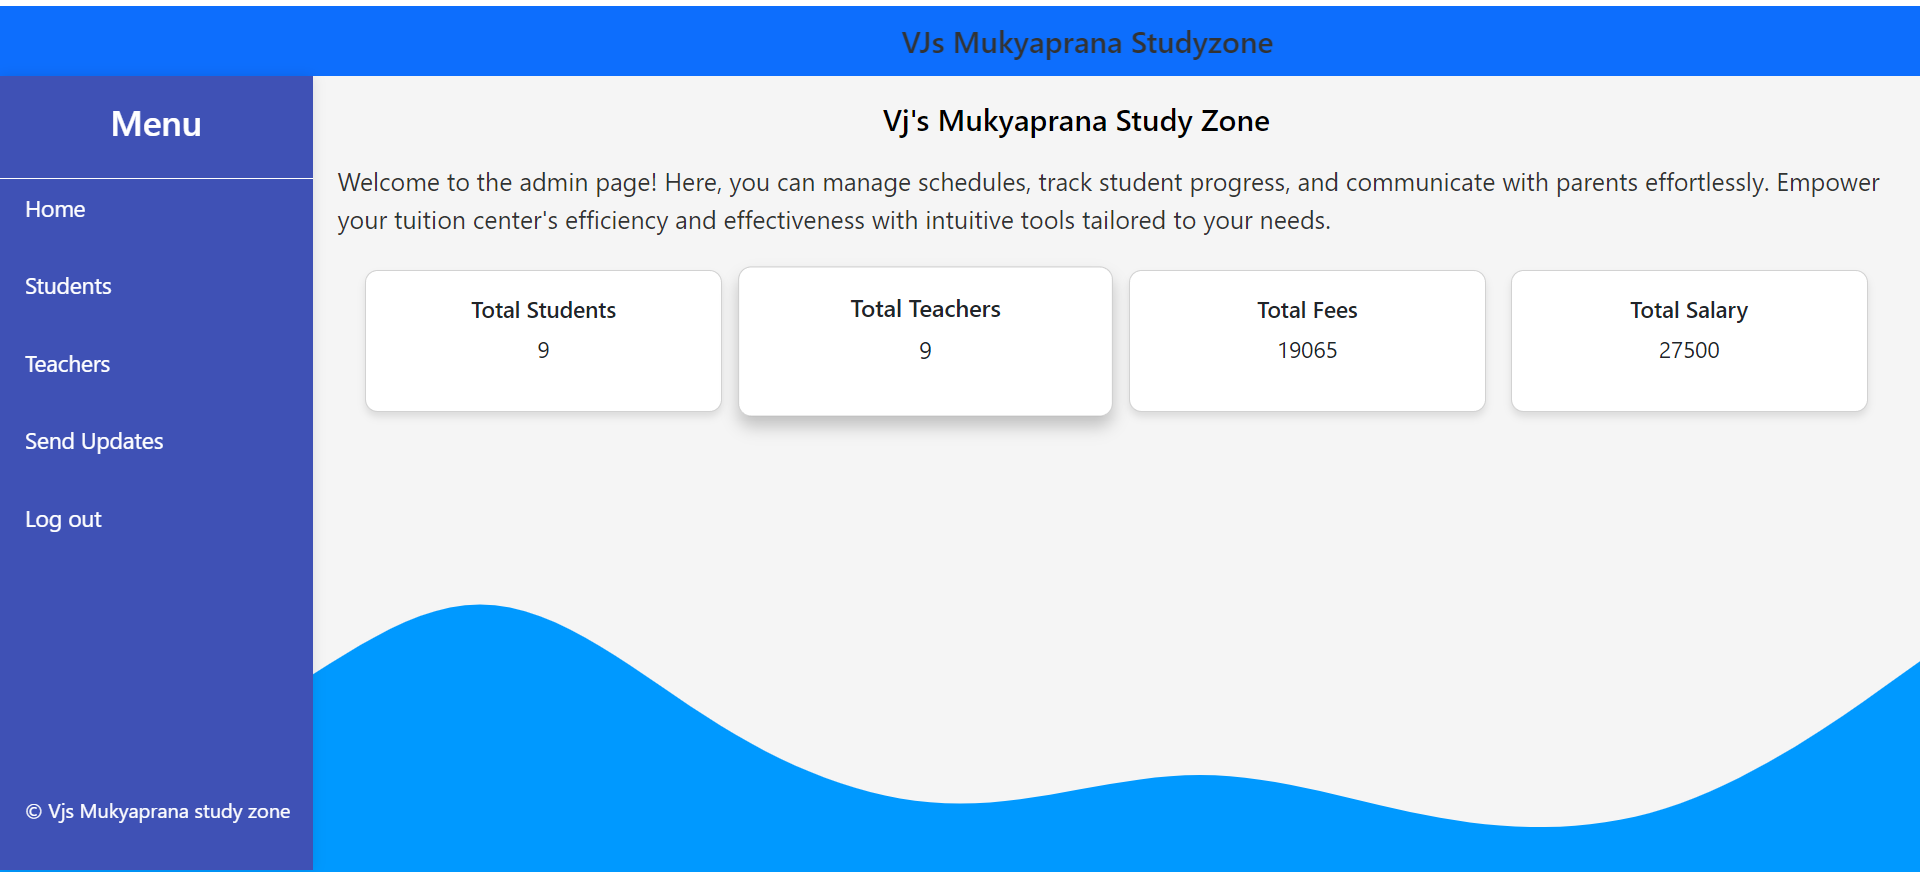 VJs Mukyaprana Studyzone
Menu
Home
Students
Teachers
Send Updates
Log out
© Vjs Mukyaprana study zone
Vj's Mukyaprana Study Zone
Welcome to the admin page! Here, you can manage schedules, track student progress, and communicate with parents effortlessly. Empower
your tuition center's efficiency and effectiveness with intuitive tools tailored to your needs.
Total Students
9
Total Teachers
9
Total Fees
19065
Total Salary
27500